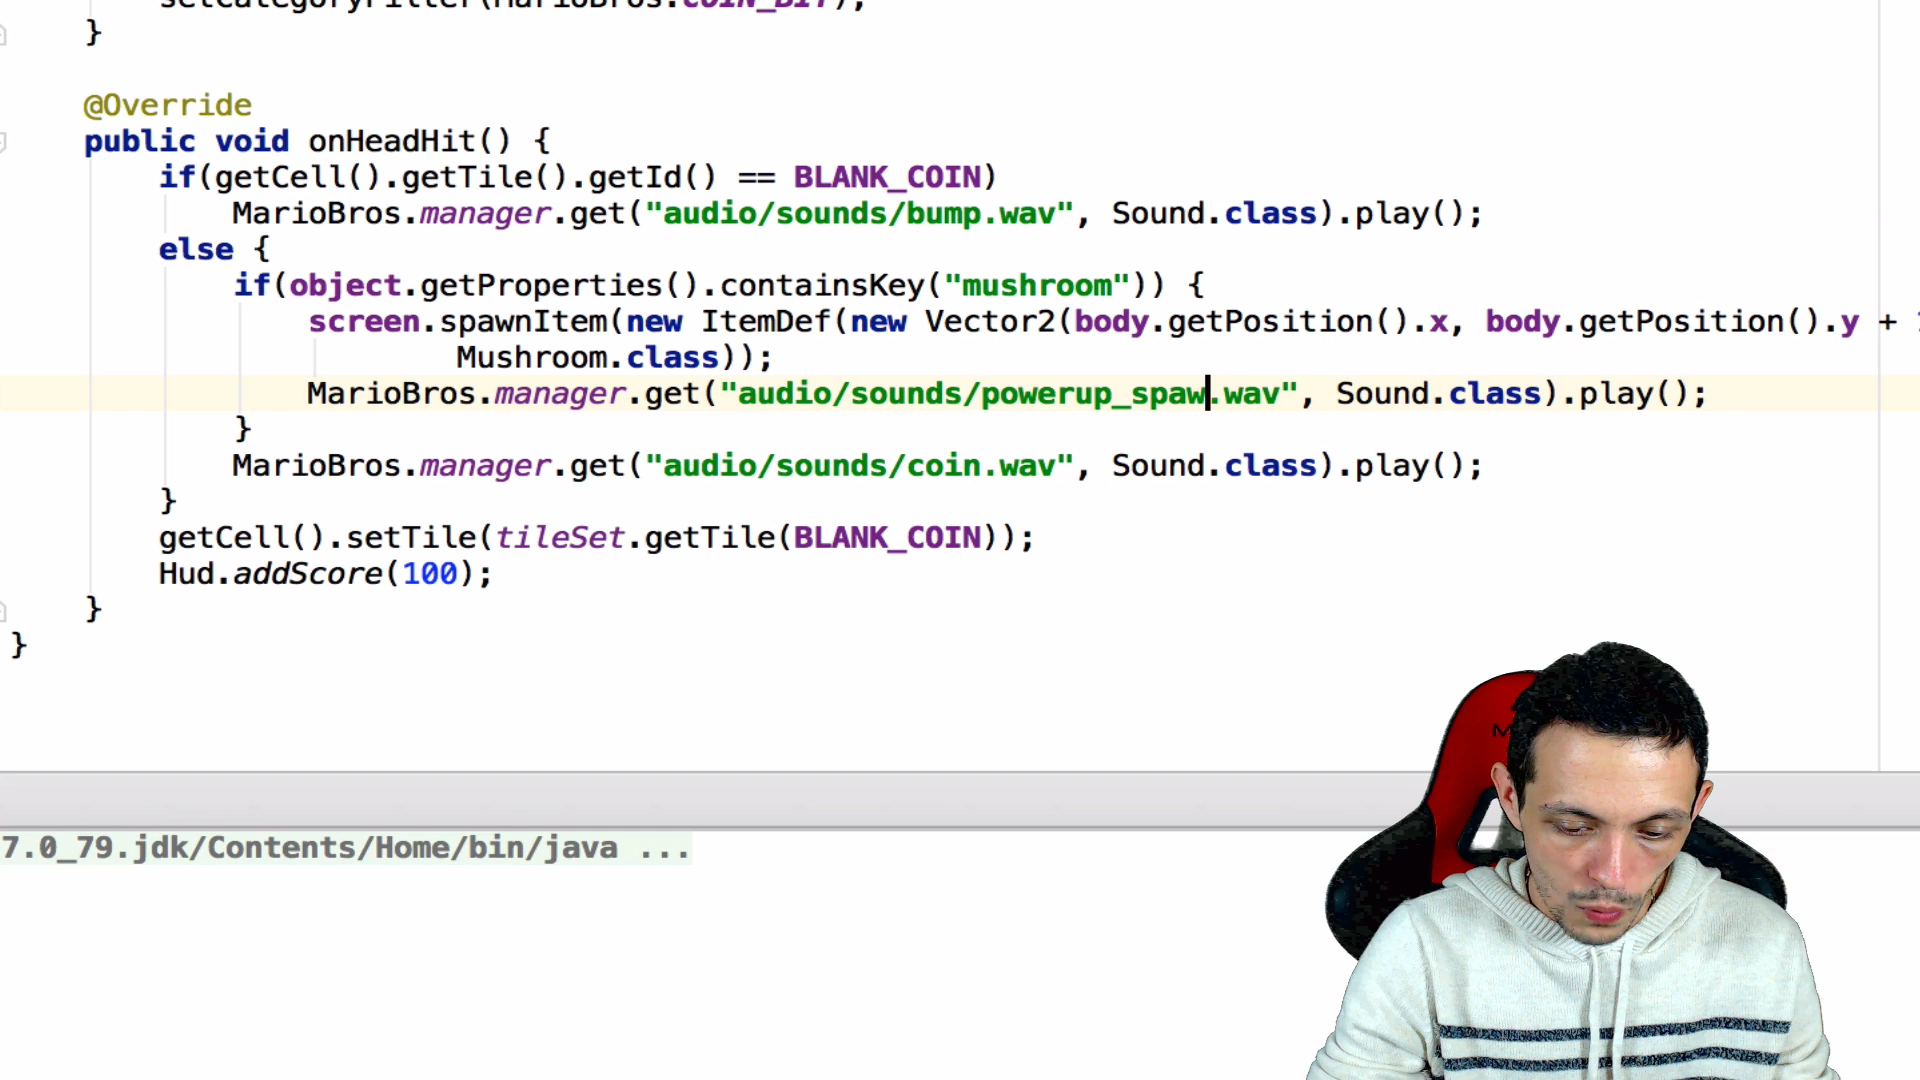 setCategoryFilter(MarioBros.COIN_BIT);
}
@Override
public void onHeadHit() {
if(getCell().getTile().getId() == BLANK_COIN)
MarioBros.manager.get("audio/sounds/bump.wav", Sound.class).play();
else {
if(object.getProperties().containsKey("mushroom")) {
screen.spawnItem(new ItemDef(new Vector2(body.getPosition().x, body.getPosition().y +
Mushroom.class));
MarioBros.manager.get("audio/sounds/powerup_spaw.wav", Sound.class).play();
}
MarioBros.manager.get("audio/sounds/coin.wav", Sound.class).play();
}
getCell().setTile(tileSet.getTile(BLANK_COIN));
Hud.addScore(100);
}
}
7.0_79.jdk/Contents/Home/bin/java ...